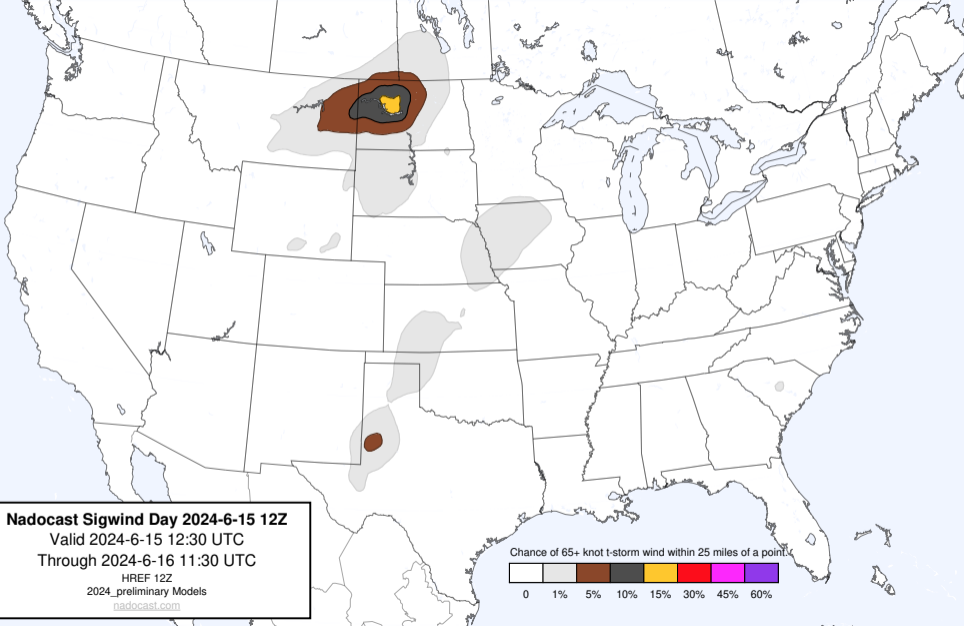 Nadocast Sigwind Day 2024-6-15 12Z
Valid 2024-6-15 12:30 UTC
Through 2024-6-16 11:30 UTC
HREF 12Z
2024_preliminary Models
nadocast.com
Chance of 65+ knot t-storm wind within 25 miles of a point.
0 1% 5% 10% 15% 30% 45% 60%